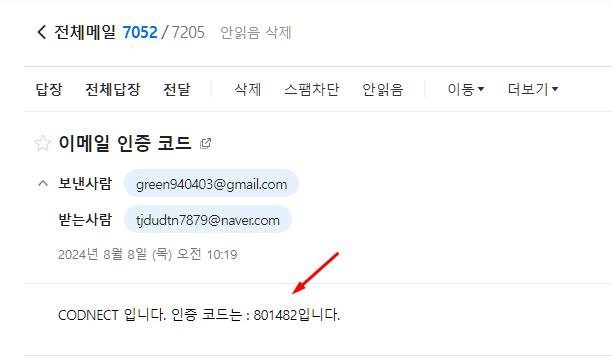 전체메일 7052 / 7205 안읽음 삭제
답장 전체답장 전달 삭제 스팸차단 안읽음 이동 더보기
이메일 인증 코드
보낸사람 green940403@gmail.com
받는사람 tjdudtn7879@naver.com
2024년 8월 8일 (목) 오전 10:19
CODNECT 입니다. 인증 코드는 : 801482입니다.